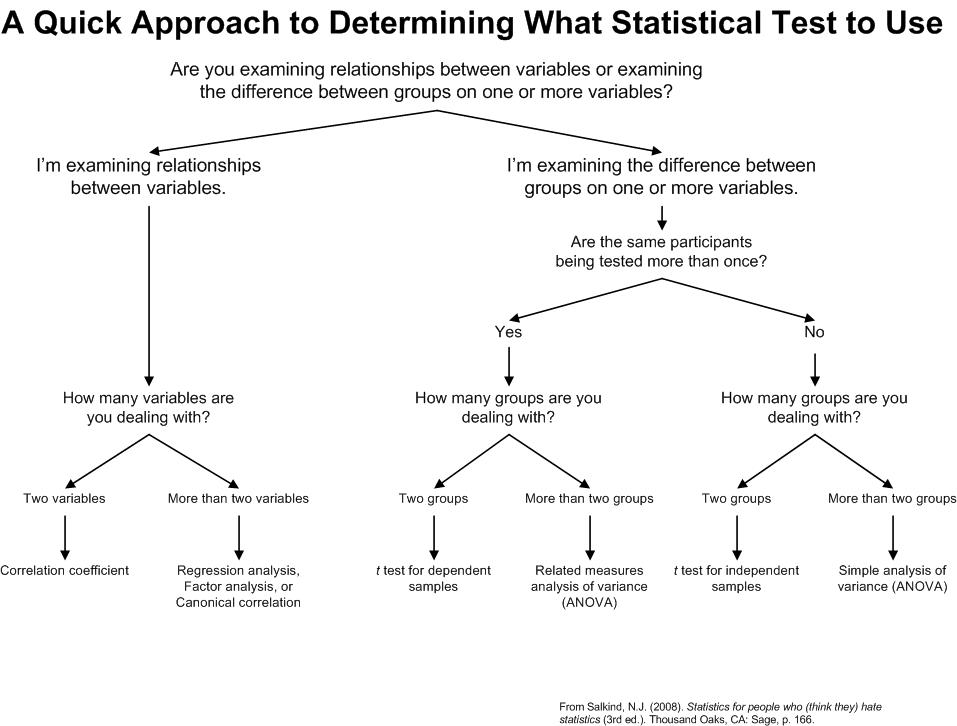 A Quick Approach to Determining What Statistical Test to Use
Are you examining relationships between variables or examining
the difference between groups on one or more variables?
I'm examining relationships
between variables.
I'm examining the difference between
groups on one or more variables.
Are the same participants
being tested more than once?
Yes
No
How many variables are
you dealing with?
How many groups are you
dealing with?
How many groups are you
dealing with?
Two variables
More than two variables
Two groups
More than two groups
Two groups
More than two groups
Correlation coefficient
Regression analysis,
Factor analysis, or
Canonical correlation
t test for dependent
samples
Related measures
analysis of variance
(ANOVA)
t test for independent
samples
Simple analysis of
variance (ANOVA)
From Salkind, N.J. (2008). Statistics for people who (think they) hate
statistics (3rd ed.). Thousand Oaks, CA: Sage, p. 166.